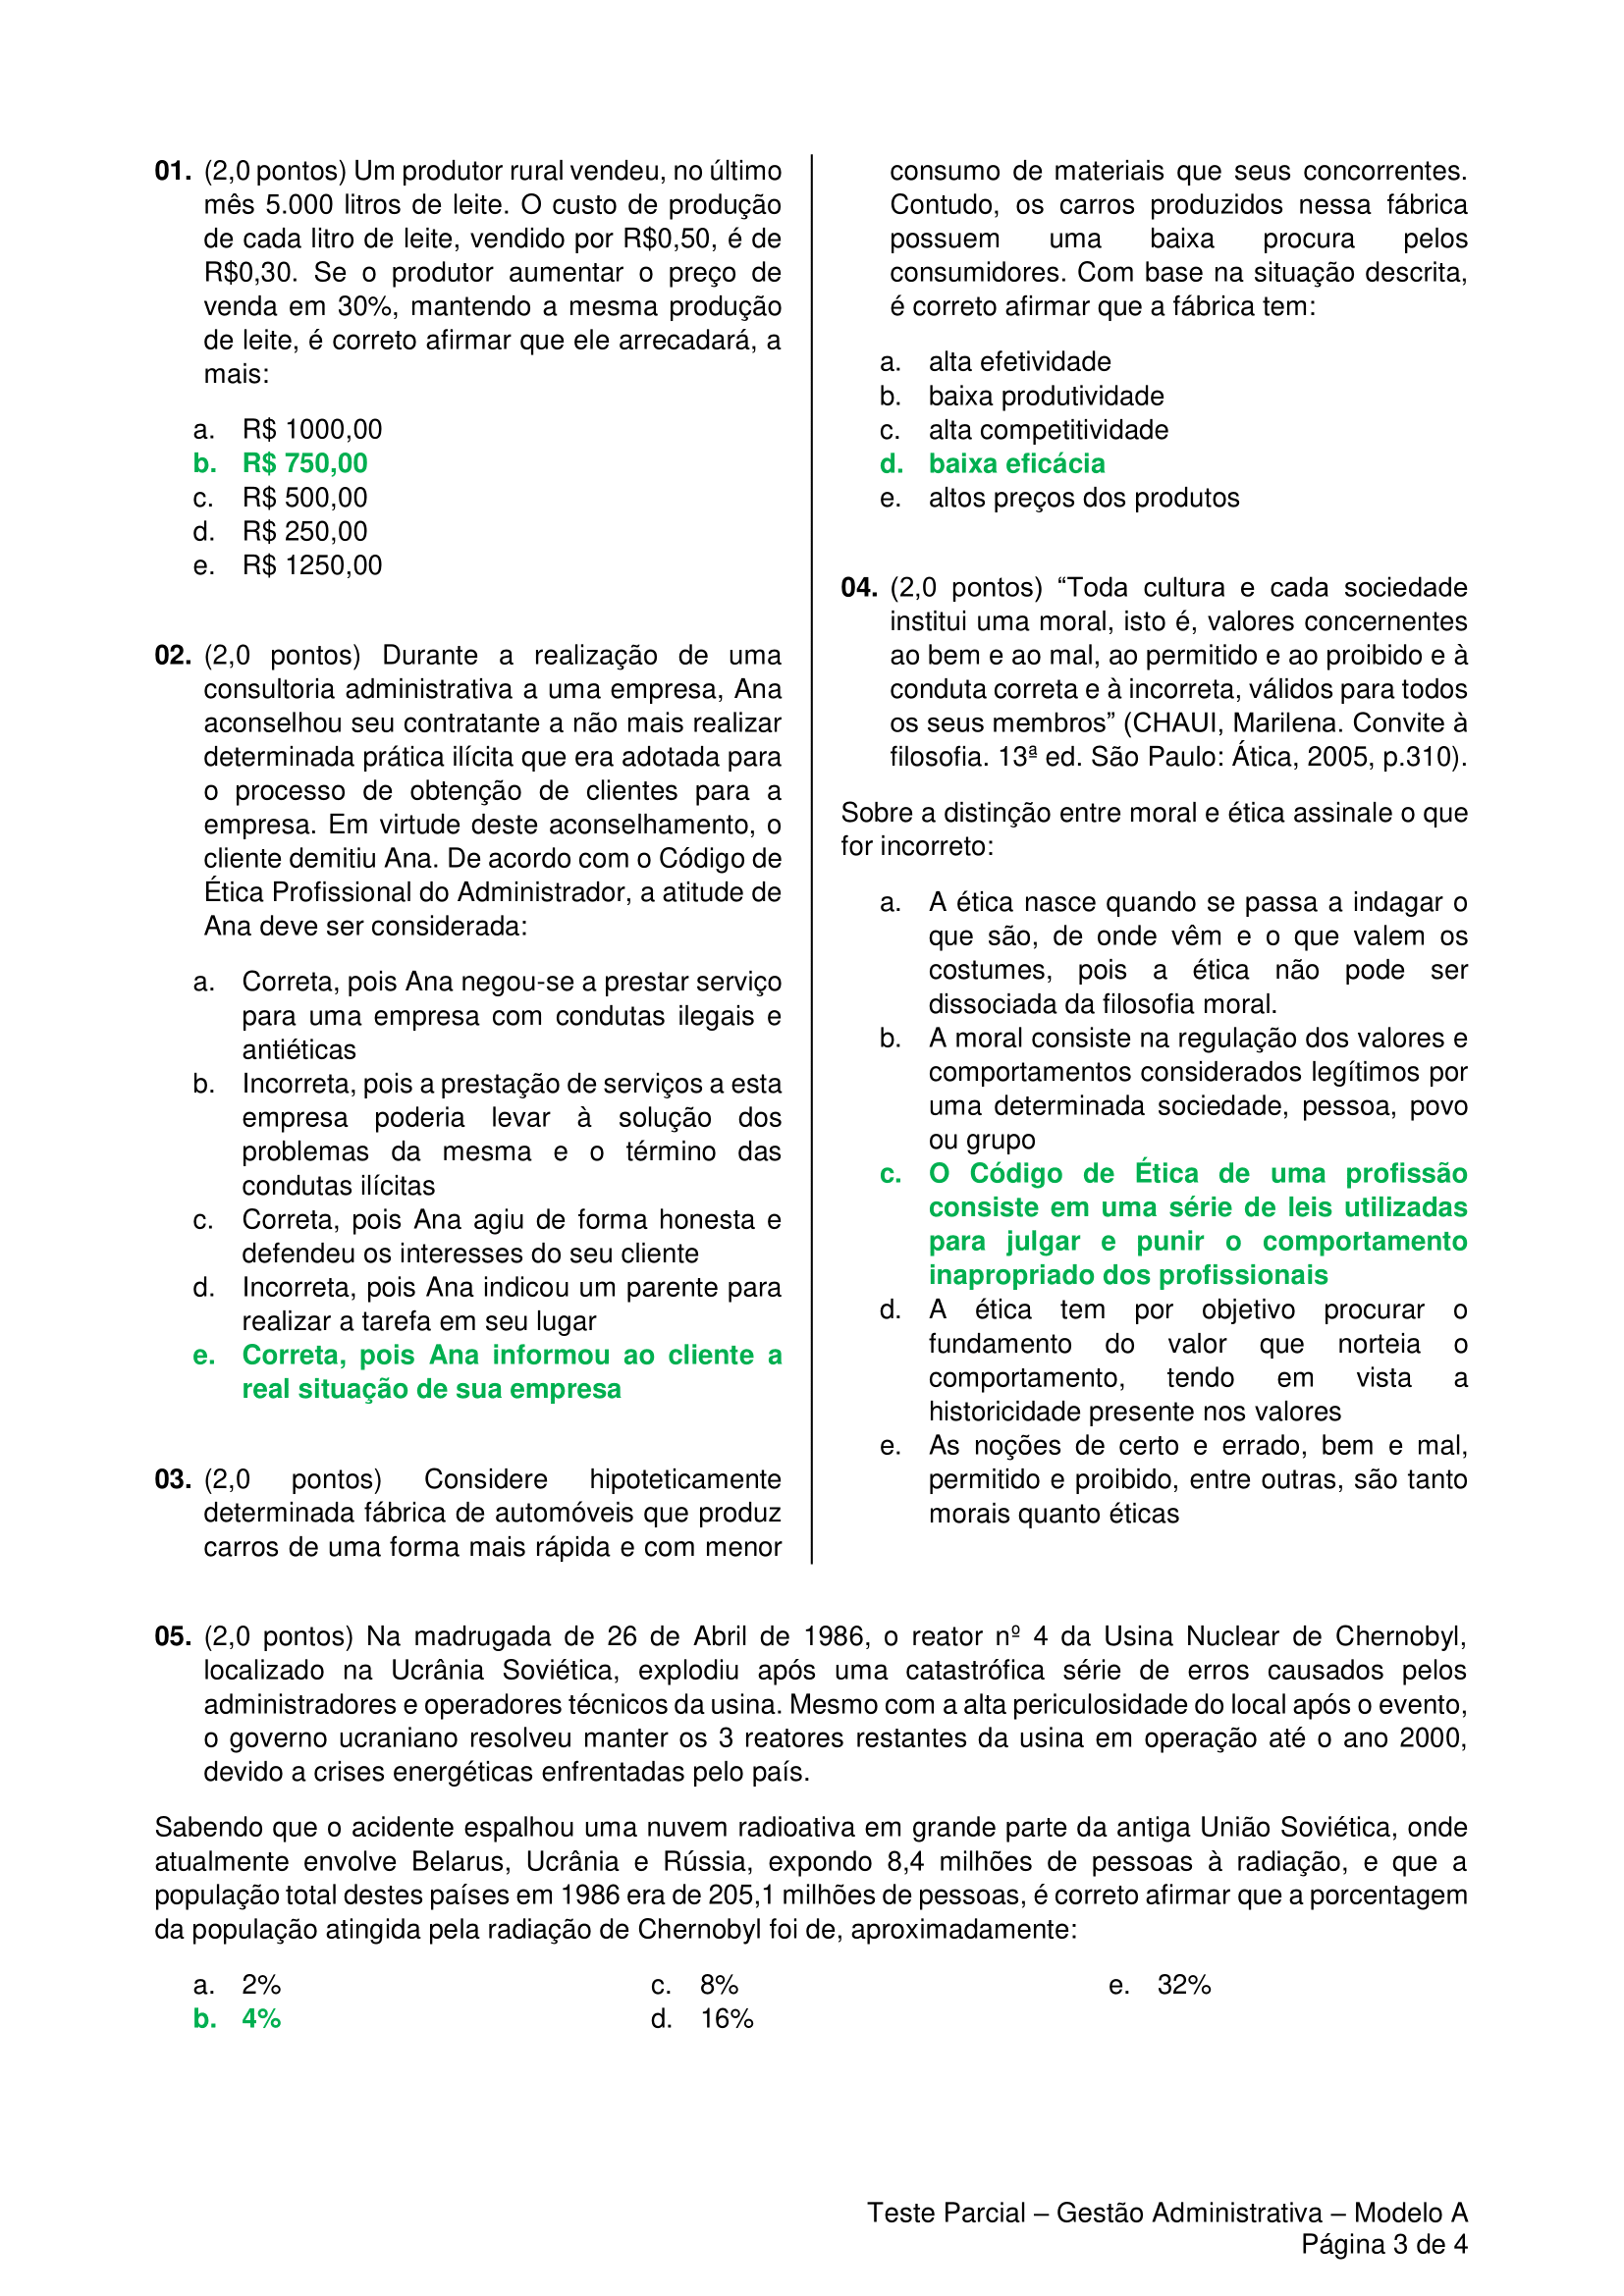 01. (2,0 pontos) Um produtor rural vendeu, no último
mês 5.000 litros de leite. O custo de produção
de cada litro de leite, vendido por R$0,50, é de
R$0,30. Se o produtor aumentar o preço de
venda em 30%, mantendo a mesma produção
de leite, é correto afirmar que ele arrecadará, a
mais:
a. R$ 1000,00
b. R$ 750,00
c. R$ 500,00
d. R$ 250,00
e. R$ 1250,00
02. (2,0 pontos) Durante a realização de uma
consultoria administrativa a uma empresa, Ana
aconselhou seu contratante a não mais realizar
determinada prática ilícita que era adotada para
o processo de obtenção de clientes para a
empresa. Em virtude deste aconselhamento, o
cliente demitiu Ana. De acordo com o Código de
Ética Profissional do Administrador, a atitude de
Ana deve ser considerada:
a. Correta, pois Ana negou-se a prestar serviço
para uma empresa com condutas ilegais e
antiéticas
b. Incorreta, pois a prestação de serviços a esta
empresa poderia levar à solução dos
problemas da mesma e o término das
condutas ilícitas
c. Correta, pois Ana agiu de forma honesta e
defendeu os interesses do seu cliente
d. Incorreta, pois Ana indicou um parente para
realizar a tarefa em seu lugar
e. Correta, pois Ana informou ao cliente a
real situação de sua empresa
03. (2,0 pontos) Considere hipoteticamente
determinada fábrica de automóveis que produz
carros de uma forma mais rápida e com menor
consumo de materiais que seus concorrentes.
Contudo, os carros produzidos nessa fábrica
possuem uma baixa procura pelos
consumidores. Com base na situação descrita,
é correto afirmar que a fábrica tem:
a. alta efetividade
b. baixa produtividade
c. alta competitividade
d. baixa eficácia
e. altos preços dos produtos
04. (2,0 pontos) “Toda cultura e cada sociedade
institui uma moral, isto é, valores concernentes
ao bem e ao mal, ao permitido e ao proibido e à
conduta correta e à incorreta, válidos para todos
os seus membros” (CHAUI, Marilena. Convite à
filosofia. 13ª ed. São Paulo: Ática, 2005, p.310).
Sobre a distinção entre moral e ética assinale o que
for incorreto:
a. A ética nasce quando se passa a indagar o
que são, de onde vêm e o que valem os
costumes, pois a ética não pode ser
dissociada da filosofia moral.
b. A moral consiste na regulação dos valores e
comportamentos considerados legítimos por
uma determinada sociedade, pessoa, povo
ou grupo
c. O Código de Ética de uma profissão
consiste em uma série de leis utilizadas
para julgar e punir o comportamento
inapropriado dos profissionais
d. A ética tem por objetivo procurar o
fundamento do valor que norteia o
comportamento, tendo em vista a
historicidade presente nos valores
e. As noções de certo e errado, bem e mal,
permitido e proibido, entre outras, são tanto
morais quanto éticas
05. (2,0 pontos) Na madrugada de 26 de Abril de 1986, o reator nº 4 da Usina Nuclear de Chernobyl,
localizado na Ucrânia Soviética, explodiu após uma catastrófica série de erros causados pelos
administradores e operadores técnicos da usina. Mesmo com a alta periculosidade do local após o evento,
o governo ucraniano resolveu manter os 3 reatores restantes da usina em operação até o ano 2000,
devido a crises energéticas enfrentadas pelo país.
Sabendo que o acidente espalhou uma nuvem radioativa em grande parte da antiga União Soviética, onde
atualmente envolve Belarus, Ucrânia e Rússia, expondo 8,4 milhões de pessoas à radiação, e que a
população total destes países em 1986 era de 205,1 milhões de pessoas, é correto afirmar que a porcentagem
da população atingida pela radiação de Chernobyl foi de, aproximadamente:
a. 2%
b. 4%
c. 8%
d. 16%
e. 32%
Teste Parcial – Gestão Administrativa – Modelo A
Página 3 de 4